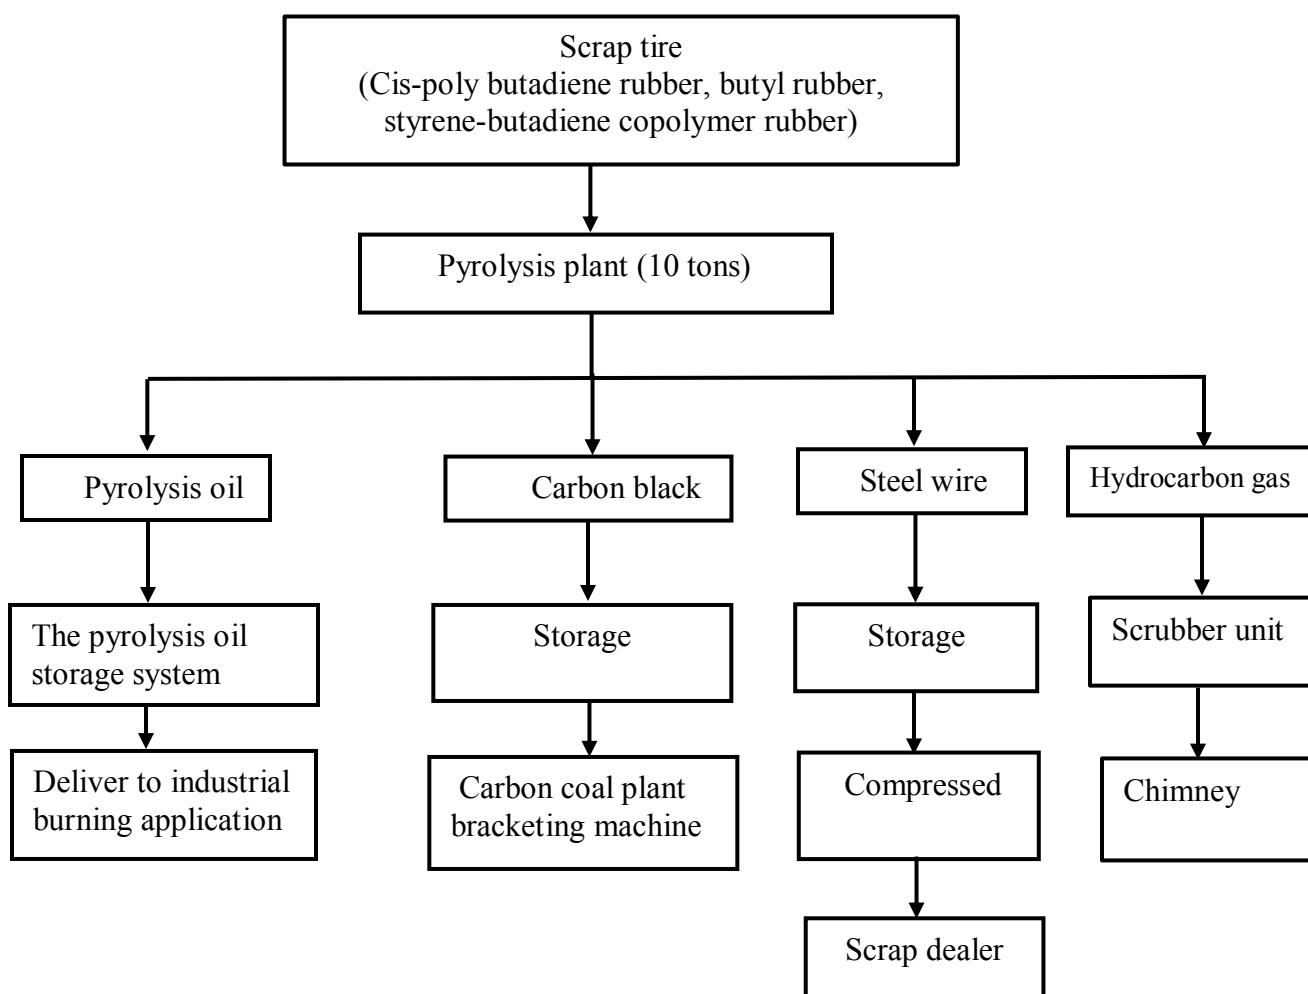 Scrap tire
(Cis-poly butadiene rubber, butyl rubber,
styrene-butadiene copolymer rubber)
Pyrolysis plant (10 tons)
Pyrolysis oil
Carbon black
Steel wire
Hydrocarbon gas
The pyrolysis oil
storage system
Storage
Storage
Scrubber unit
Deliver to industrial
burning application
Carbon coal plant
bracketing machine
Compressed
Chimney
Scrap dealer